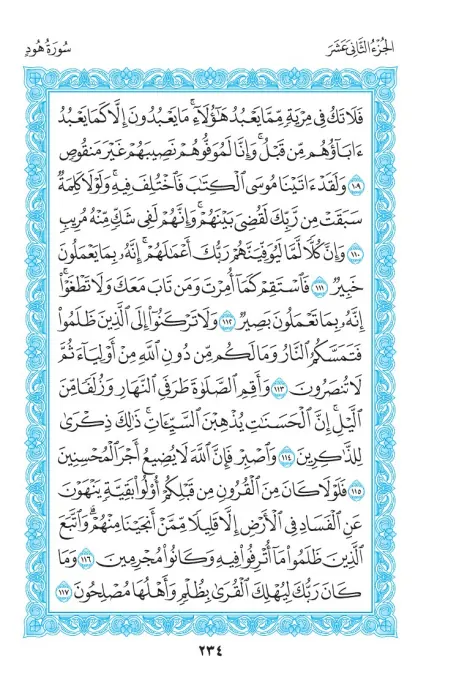 الجُزْءُ الثَّانِي عَشَرَ
سُورَةُ هُودٍ
فَلَا تَكُ فِي مِرْيَةٍ مِّمَّا يَعْبُدُ هَٰٓؤُلَآءِۚ مَا يَعْبُدُونَ إِلَّا كَمَا يَعْبُدُ
ءَابَآؤُهُم مِّن قَبْلُۚ وَإِنَّا لَمُوَفُّوهُمْ نَصِيبَهُمْ غَيْرَ مَنقُوصٍ
١٠٩ وَلَقَدْ ءَاتَيْنَا مُوسَى ٱلْكِتَٰبَ فَٱخْتُلِفَ فِيهِۚ وَلَوْلَا كَلِمَةٌ
سَبَقَتْ مِن رَّبِّكَ لَقُضِيَ بَيْنَهُمْۚ وَإِنَّهُمْ لَفِي شَكٍّ مِّنْهُ مُرِيبٍ
١١٠ وَإِنَّ كُلًّا لَّمَّا لَيُوَفِّيَنَّهُمْ رَبُّكَ أَعْمَٰلَهُمْۚ إِنَّهُۥ بِمَا يَعْمَلُونَ
خَبِيرٌ ١١١ فَٱسْتَقِمْ كَمَآ أُمِرْتَ وَمَن تَابَ مَعَكَ وَلَا تَطْغَوْا۟ۚ
إِنَّهُۥ بِمَا تَعْمَلُونَ بَصِيرٌ ١١٢ وَلَا تَرْكَنُوٓا۟ إِلَى ٱلَّذِينَ ظَلَمُوا۟
فَتَمَسَّكُمُ ٱلنَّارُ وَمَا لَكُم مِّن دُونِ ٱللَّهِ مِنْ أَوْلِيَآءَ ثُمَّ
لَا تُنصَرُونَ ١١٣ وَأَقِمِ ٱلصَّلَوٰةَ طَرَفَيِ ٱلنَّهَارِ وَزُلَفًا مِّنَ
ٱلَّيْلِۚ إِنَّ ٱلْحَسَنَٰتِ يُذْهِبْنَ ٱلسَّيِّـَٔاتِۚ ذَٰلِكَ ذِكْرَىٰ
لِلذَّٰكِرِينَ ١١٤ وَٱصْبِرْ فَإِنَّ ٱللَّهَ لَا يُضِيعُ أَجْرَ ٱلْمُحْسِنِينَ
١١٥ فَلَوْلَا كَانَ مِنَ ٱلْقُرُونِ مِن قَبْلِكُمْ أُو۟لُوا۟ بَقِيَّةٍ يَنْهَوْنَ
عَنِ ٱلْفَسَادِ فِي ٱلْأَرْضِ إِلَّا قَلِيلًا مِّمَّنْ أَنجَيْنَا مِنْهُمْۗ وَٱتَّبَعَ
ٱلَّذِينَ ظَلَمُوا۟ مَآ أُتْرِفُوا۟ فِيهِ وَكَانُوا۟ مُجْرِمِينَ ١١٦ وَمَا
كَانَ رَبُّكَ لِيُهْلِكَ ٱلْقُرَىٰ بِظُلْمٍ وَأَهْلُهَا مُصْلِحُونَ ١١٧
٢٣٤